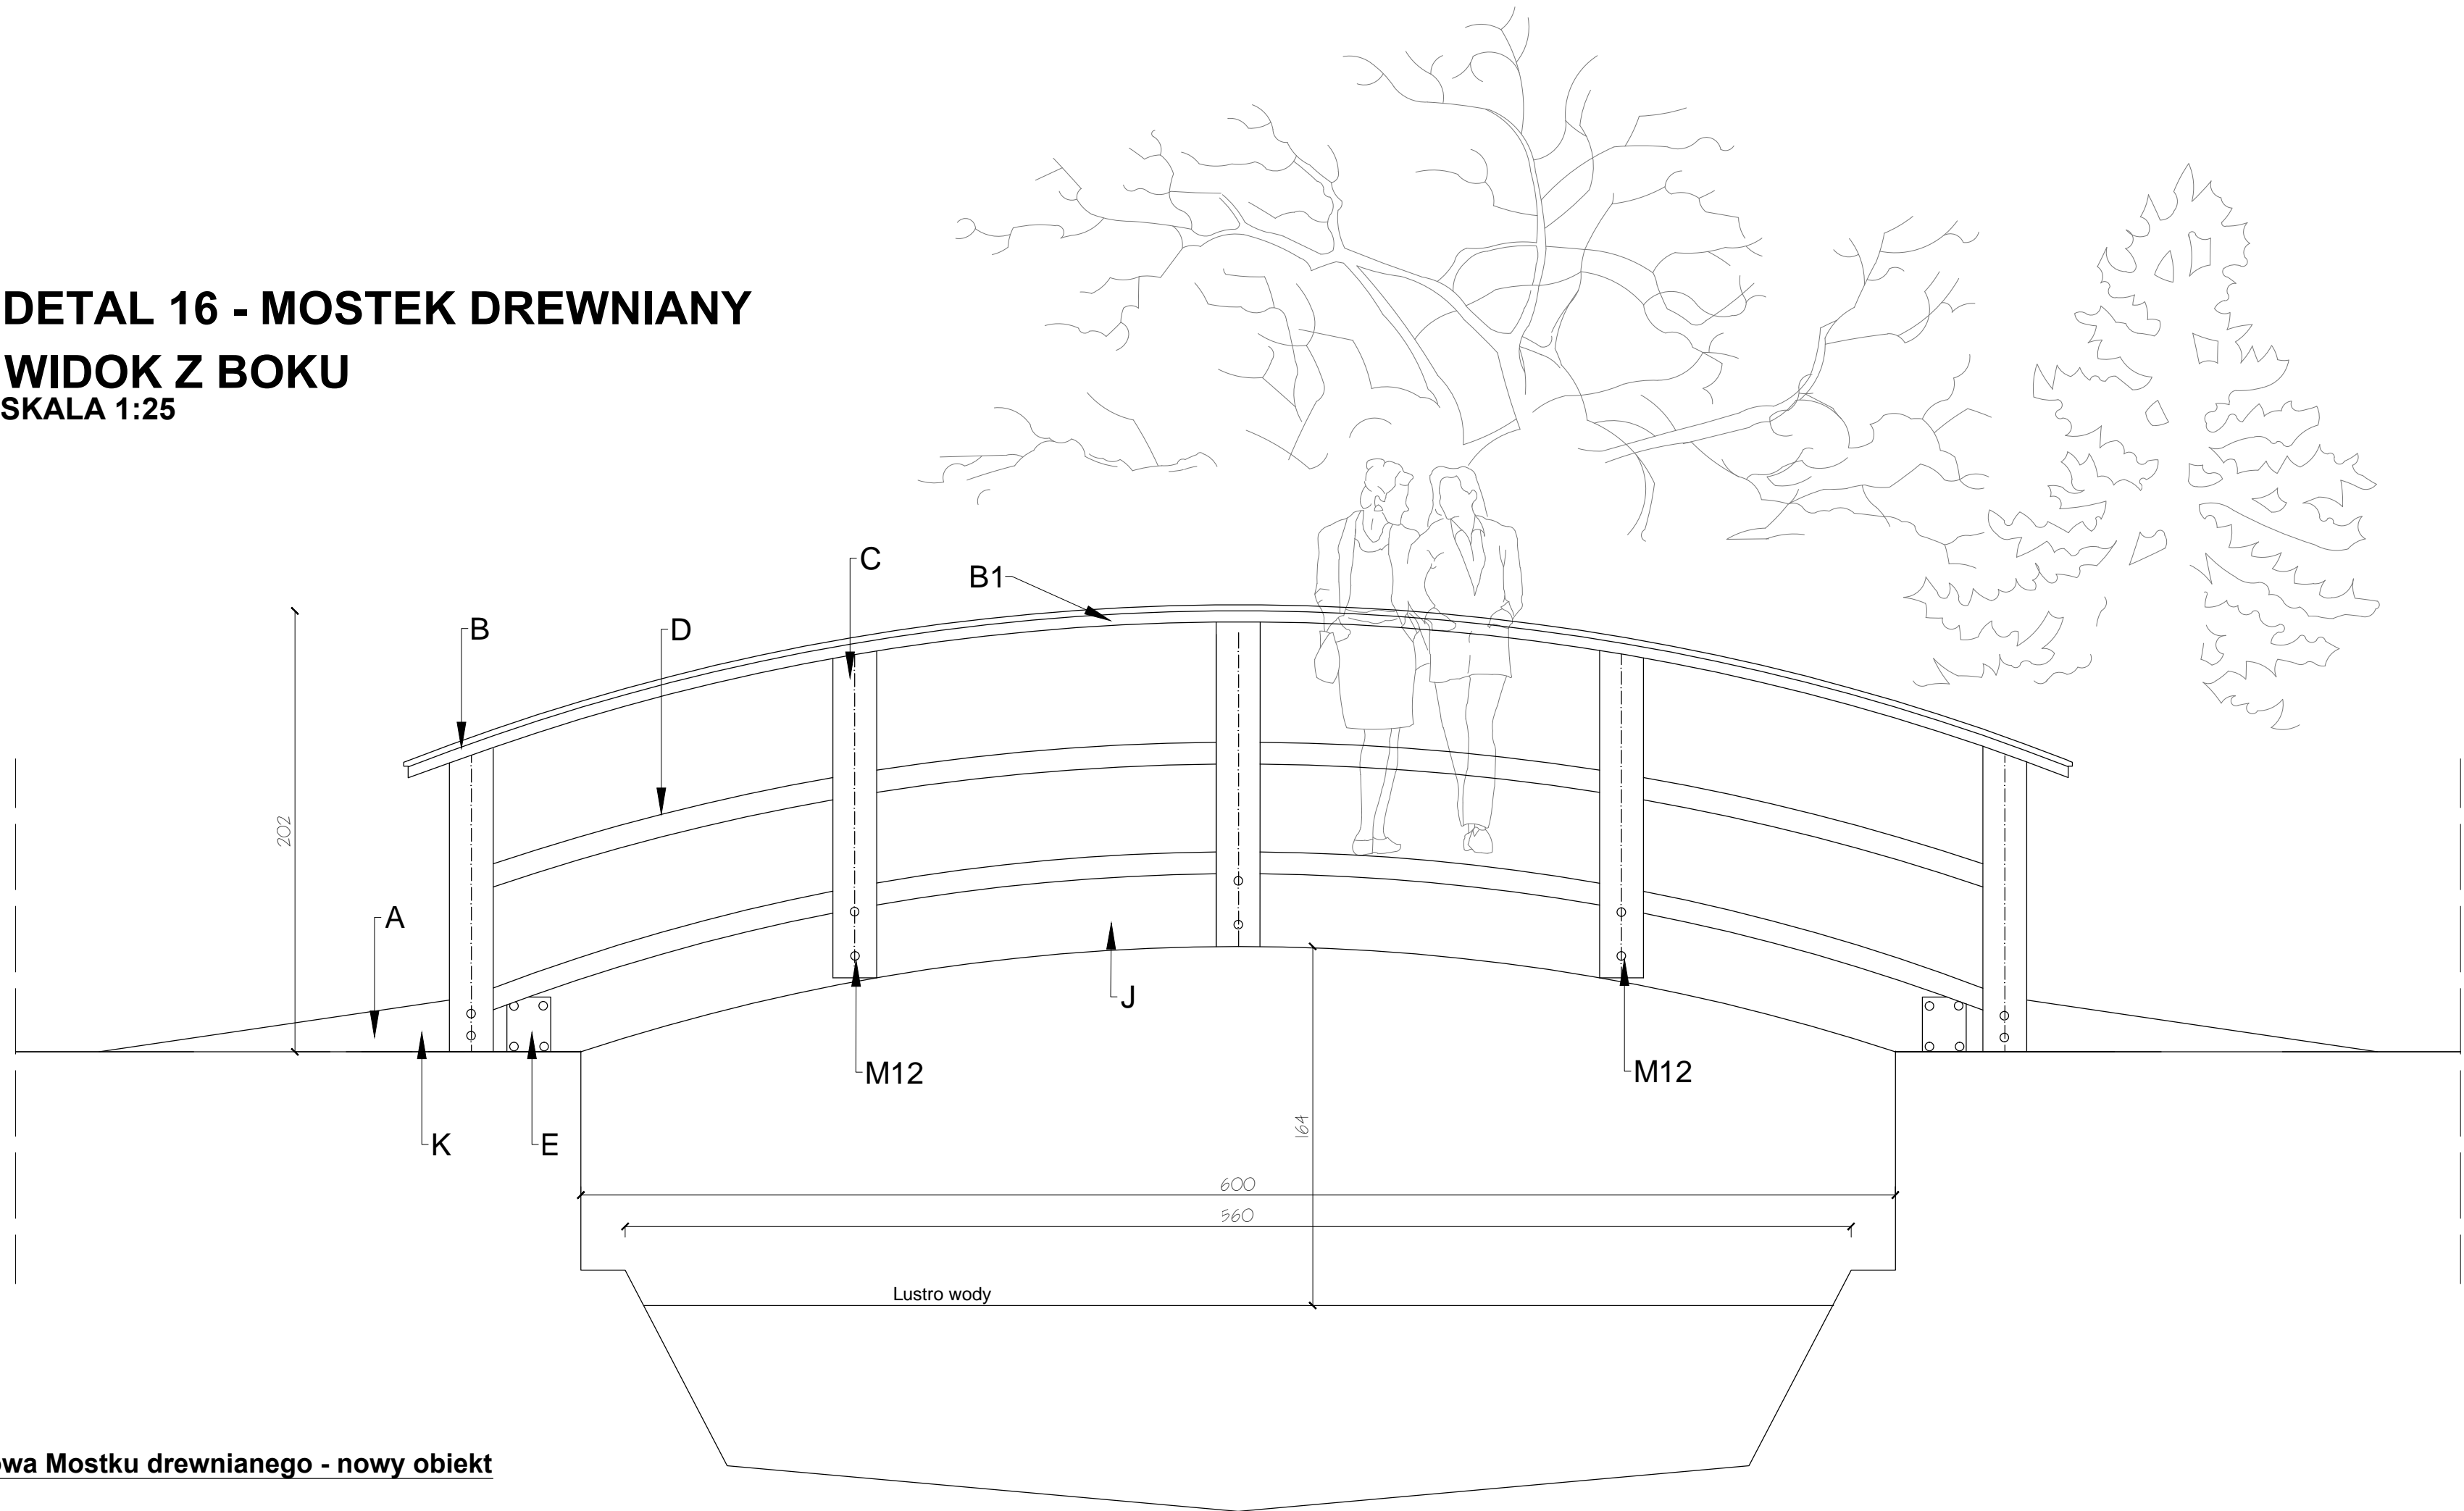 DETAL 16 - MOSTEK DREWNIANY
WIDOK Z BOKU
SKALA 1:25
C
B1
B
D
202
A
J
M12
M12
K
E
164
600
560
Lustro wody
Mostku drewnianego - nowy obiekt